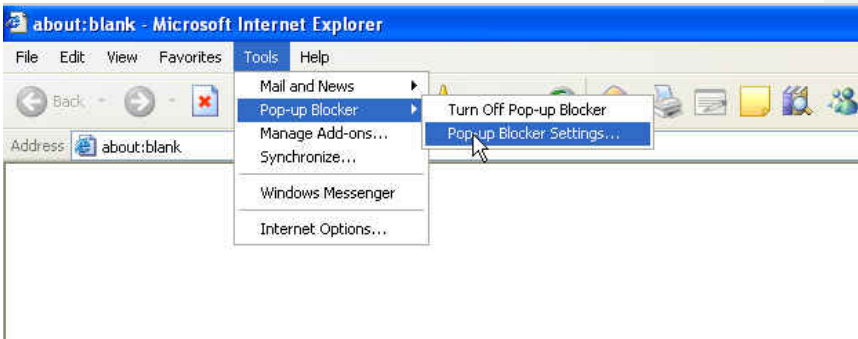 about:blank - Microsoft Internet Explorer
File Edit View Favorites Tools Help
Back
Address about:blank
Mail and News
Pop-up Blocker
Manage Add-ons...
Synchronize...
Windows Messenger
Internet Options...
Turn Off Pop-up Blocker
Pop-up Blocker Settings...